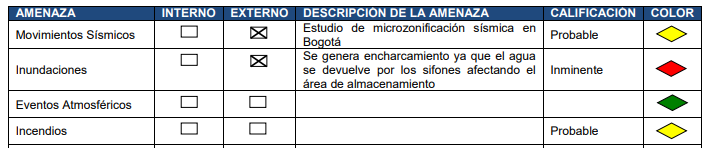 AMENAZA INTERNO EXTERNO DESCRIPCIÓN DE LA AMENAZA CALIFICACIÓN COLOR
Movimientos Sísmicos ☐ ☒ Estudio de microzonificación sísmica en Bogotá Probable
Inundaciones ☐ ☒ Se genera encharcamiento ya que el agua se devuelve por los sifones afectando el área de almacenamiento Inminente
Eventos Atmosféricos ☐ ☐
Incendios ☐ ☐ Probable